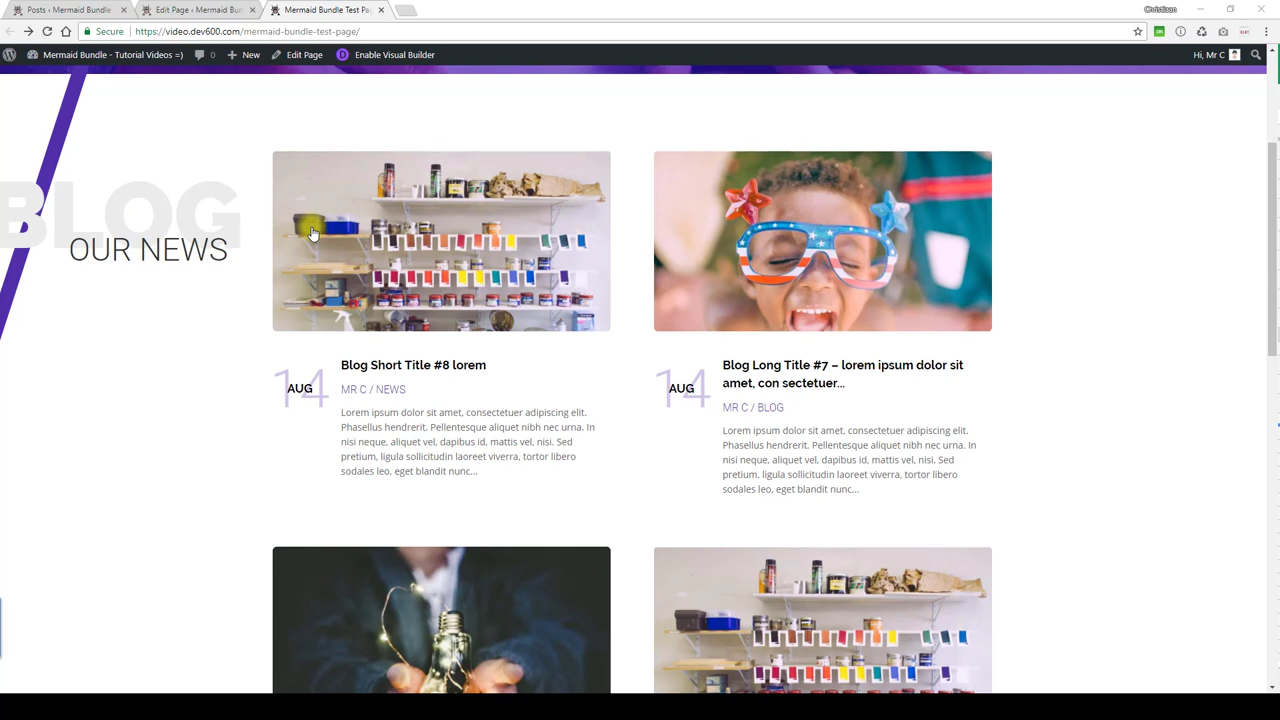 Posts ‹ Mermaid Bundle
Edit Page ‹ Mermaid Bun
Mermaid Bundle Test Pag
Christiaan
Secure
https://video.dev600.com/mermaid-bundle-test-page/
Mermaid Bundle - Tutorial Videos =)
0
New
Edit Page
Enable Visual Builder
Hi, Mr C
BLOG
OUR NEWS
14
AUG
Blog Short Title #8 lorem
MR C / NEWS
Lorem ipsum dolor sit amet, consectetuer adipiscing elit.
Phasellus hendrerit. Pellentesque aliquet nibh nec urna. In
nisi neque, aliquet vel, dapibus id, mattis vel, nisi. Sed
pretium, ligula sollicitudin laoreet viverra, tortor libero
sodales leo, eget blandit nunc...
14
AUG
Blog Long Title #7 – lorem ipsum dolor sit
amet, con sectetuer...
MR C / BLOG
Lorem ipsum dolor sit amet, consectetuer adipiscing elit.
Phasellus hendrerit. Pellentesque aliquet nibh nec urna. In
nisi neque, aliquet vel, dapibus id, mattis vel, nisi. Sed
pretium, ligula sollicitudin laoreet viverra, tortor libero
sodales leo, eget blandit nunc...